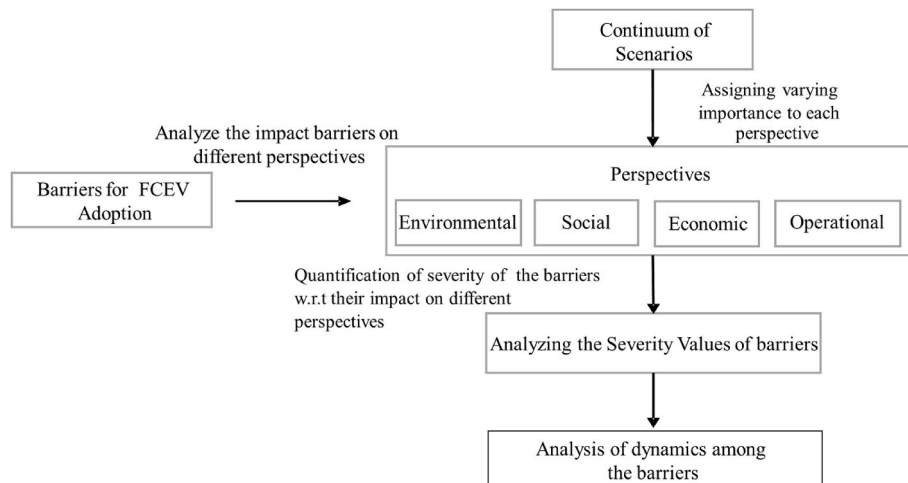 Continuum of
Scenarios
Assigning varying
importance to each
perspective
Analyze the impact barriers on
different perspectives
Barriers for FCEV
Adoption
Perspectives
Environmental
Social
Economic
Operational
Quantification of severity of the barriers
w.r.t their impact on different
perspectives
Analyzing the Severity Values of barriers
Analysis of dynamics among
the barriers